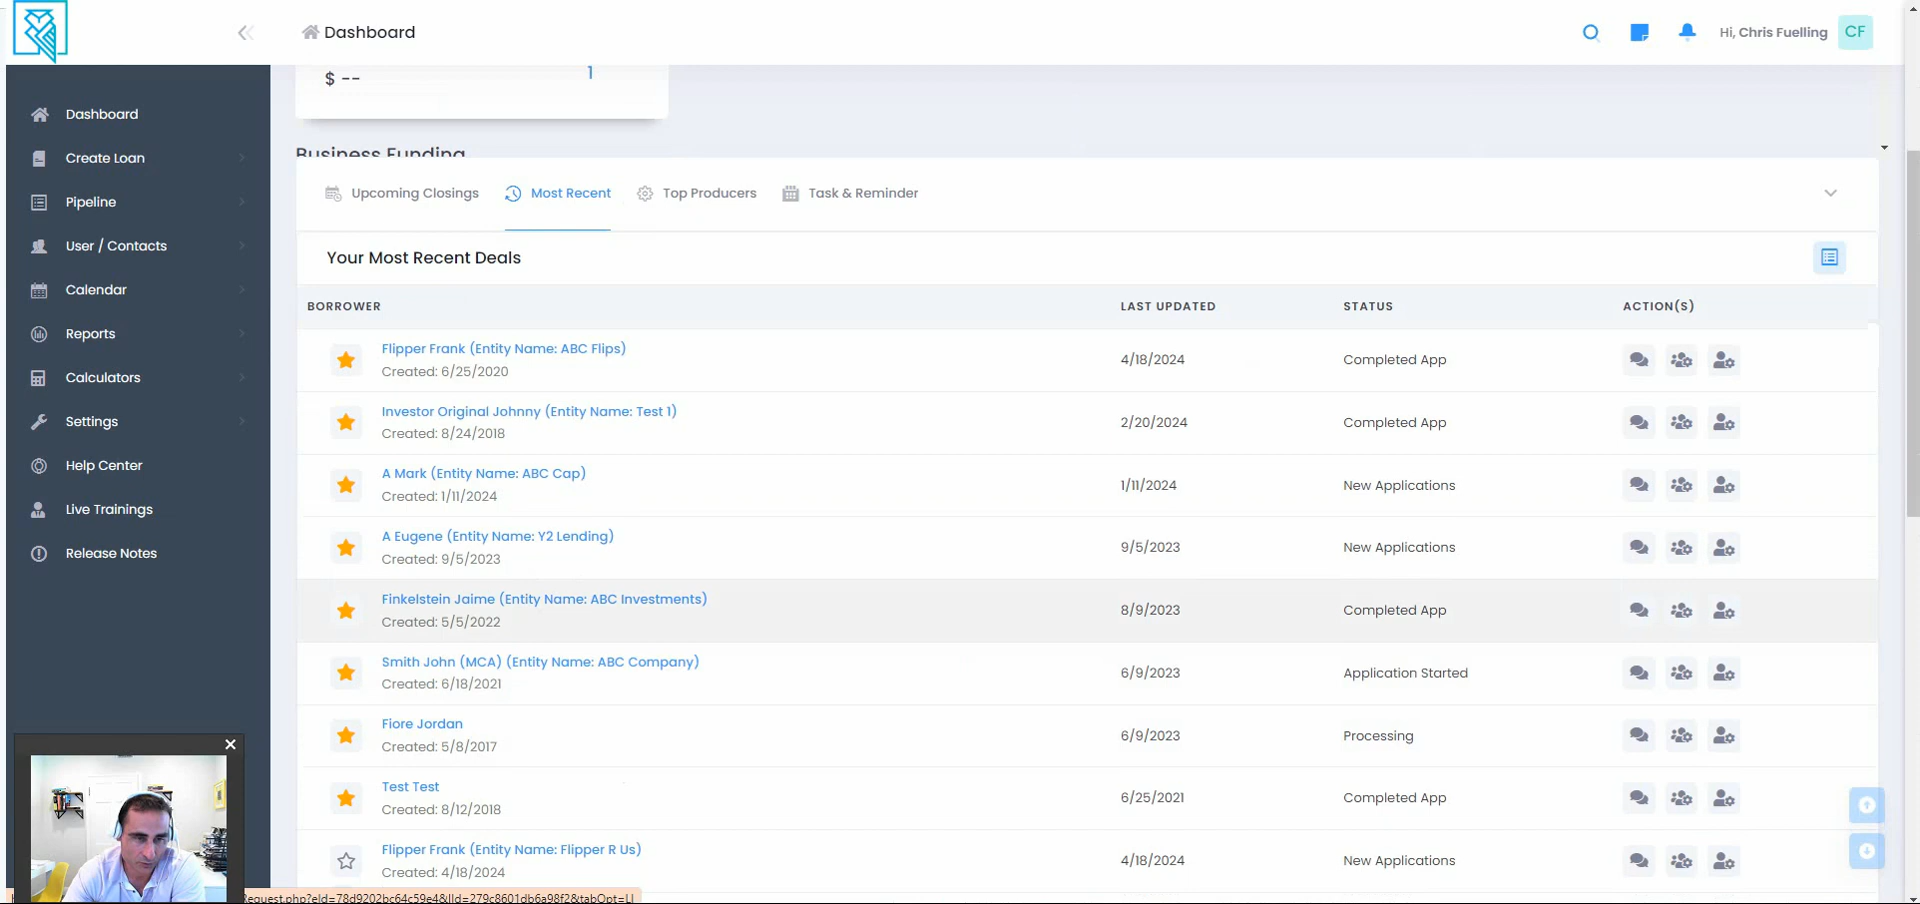 Dashboard
Hi, Chris Fuelling CF
Dashboard
Create Loan
Pipeline
User / Contacts
Calendar
Reports
Calculators
Settings
Help Center
Live Trainings
Release Notes
$ --
1
Business Funding
Upcoming Closings Most Recent Top Producers Task & Reminder
Your Most Recent Deals
BORROWER LAST UPDATED STATUS ACTION(S)
Flipper Frank (Entity Name: ABC Flips) 4/18/2024 Completed App
Created: 6/25/2020
Investor Original Johnny (Entity Name: Test 1) 2/20/2024 Completed App
Created: 8/24/2018
A Mark (Entity Name: ABC Cap) 1/11/2024 New Applications
Created: 1/11/2024
A Eugene (Entity Name: Y2 Lending) 9/5/2023 New Applications
Created: 9/5/2023
Finkelstein Jaime (Entity Name: ABC Investments) 8/9/2023 Completed App
Created: 5/5/2022
Smith John (MCA) (Entity Name: ABC Company) 6/9/2023 Application Started
Created: 6/18/2021
Fiore Jordan 6/9/2023 Processing
Created: 5/8/2017
Test Test 6/25/2021 Completed App
Created: 8/12/2018
Flipper Frank (Entity Name: Flipper R Us) 4/18/2024 New Applications
Created: 4/18/2024